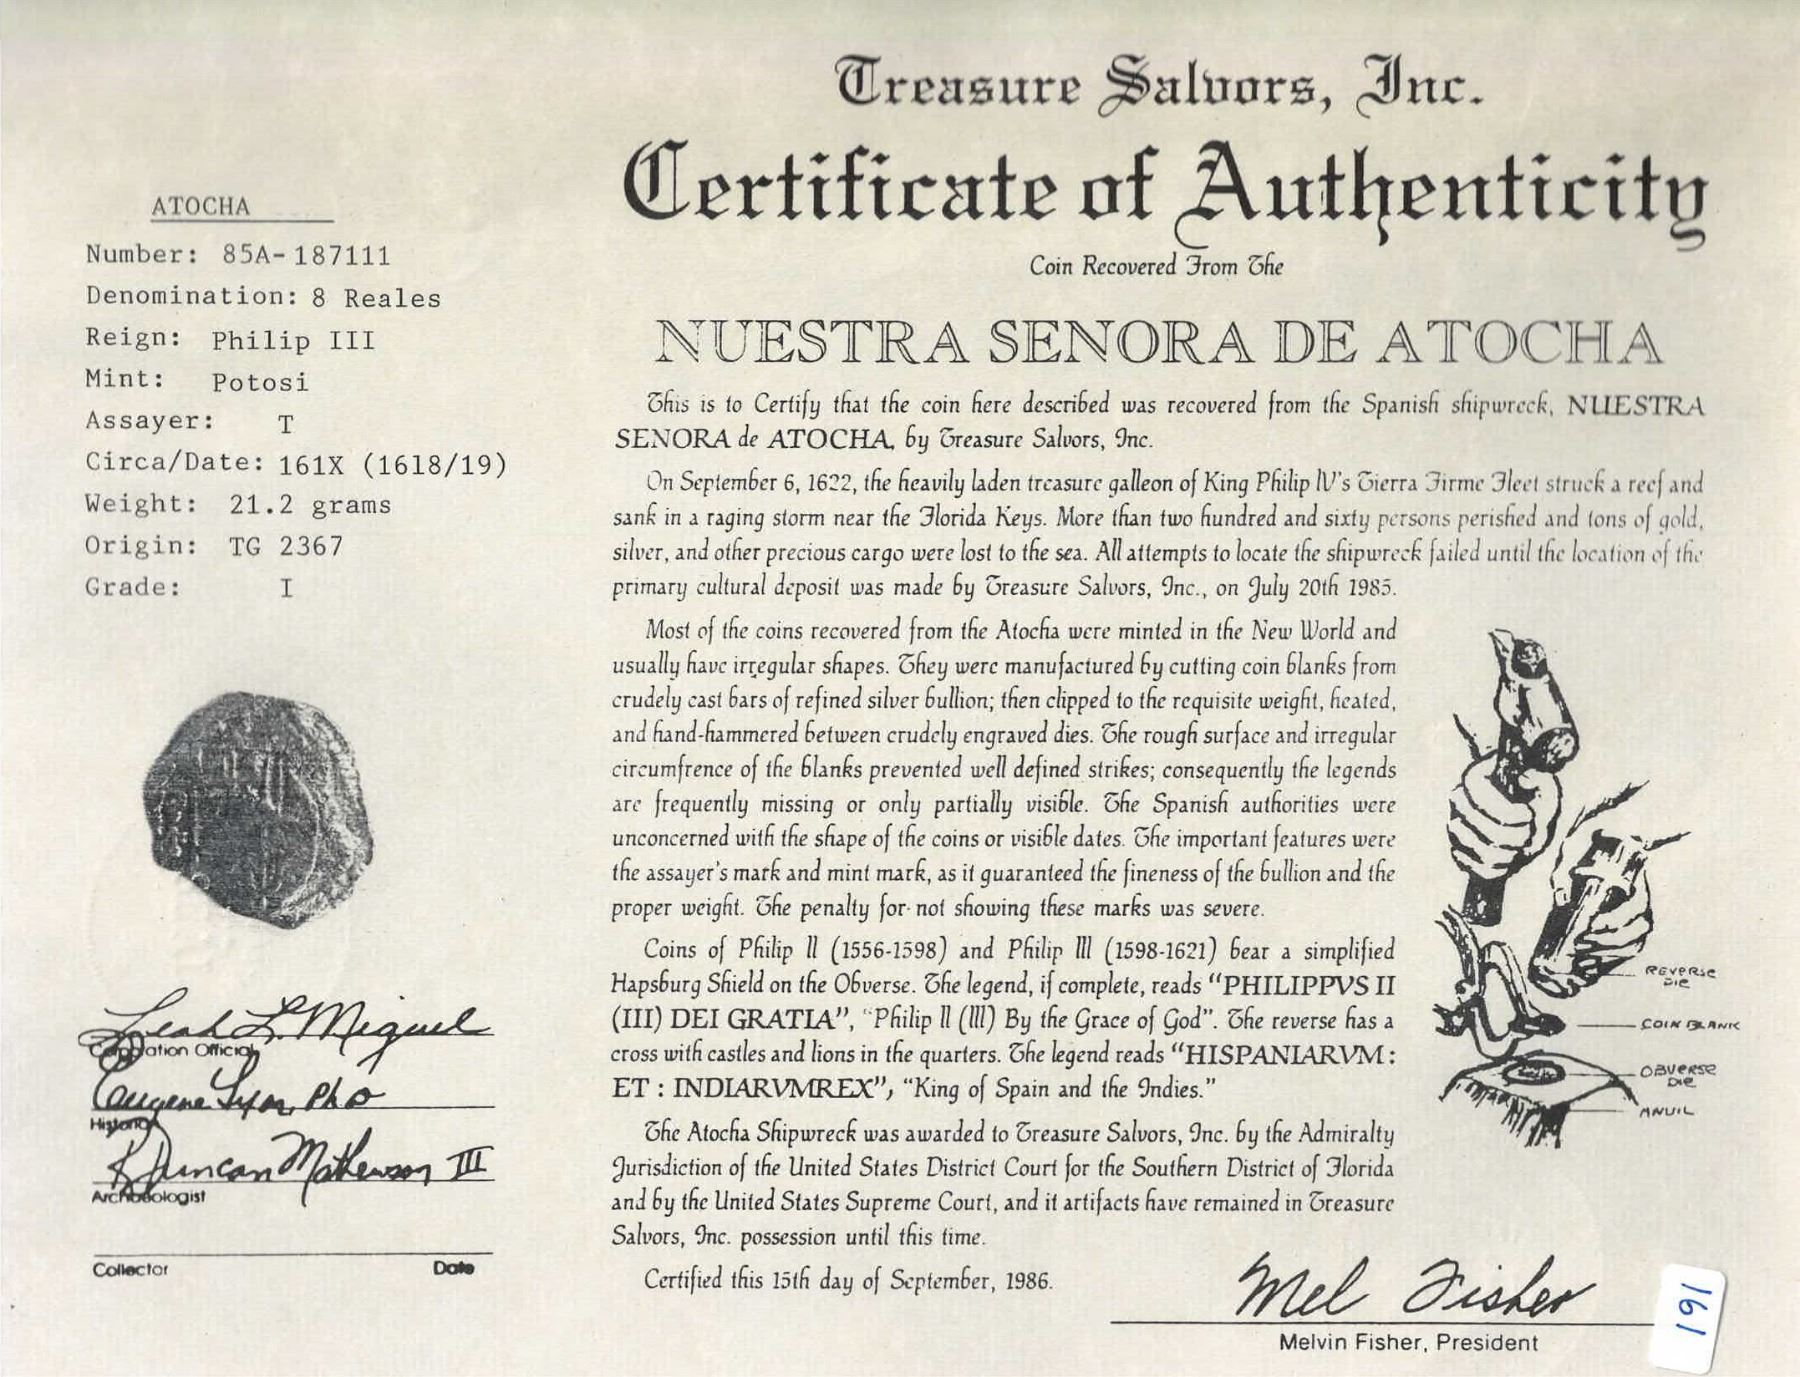 Treasure Salvors, Inc.
Certificate of Authenticity
Coin Recovered From The
NUESTRA SENORA DE ATOCHA
ATOCHA
Number: 85A-187111
Denomination: 8 Reales
Reign: Philip III
Mint: Potosi
Assayer: T
Circa/Date: 161X (1618/19)
Weight: 21.2 grams
Origin: TG 2367
Grade: I
This is to Certify that the coin here described was recovered from the Spanish shipwreck, NUESTRA
SENORA de ATOCHA, by Treasure Salvors, Inc.
On September 6, 1622, the heavily laden treasure galleon of King Philip IV's Tierra Firme Fleet struck a reef and
sank in a raging storm near the Florida Keys. More than two hundred and sixty persons perished and tons of gold,
silver, and other precious cargo were lost to the sea. All attempts to locate the shipwreck failed until the location of the
primary cultural deposit was made by Treasure Salvors, Inc., on July 20th 1985.
Most of the coins recovered from the Atocha were minted in the New World and
usually have irregular shapes. They were manufactured by cutting coin blanks from
crudely cast bars of refined silver bullion; then clipped to the requisite weight, heated,
and hand-hammered between crudely engraved dies. The rough surface and irregular
circumfrence of the blanks prevented well defined strikes; consequently the legends
are frequently missing or only partially visible. The Spanish authorities were
unconcerned with the shape of the coins or visible dates. The important features were
the assayer's mark and mint mark, as it guaranteed the fineness of the bullion and the
proper weight. The penalty for not showing these marks was severe.
Coins of Philip II (1556-1598) and Philip III (1598-1621) bear a simplified
Hapsburg Shield on the Obverse. The legend, if complete, reads "PHILIPPVS II
(III) DEI GRATIA", "Philip II (III) By the Grace of God". The reverse has a
cross with castles and lions in the quarters. The legend reads "HISPANIARVM :
ET : INDIARVMREX", "King of Spain and the Indies."
The Atocha Shipwreck was awarded to Treasure Salvors, Inc. by the Admiralty
Jurisdiction of the United States District Court for the Southern District of Florida
and by the United States Supreme Court, and it artifacts have remained in Treasure
Salvors, Inc. possession until this time.
Certified this 15th day of September, 1986.
REVERSE
DIE
COIN BLANK
OBVERSE
DIE
ANVIL
Leah L. Miguel
Corporation Official
Eugene Lyon, PhD
Historian
R Duncan Mathewson III
Archaeologist
Collector Date
Mel Fisher
Melvin Fisher, President
191